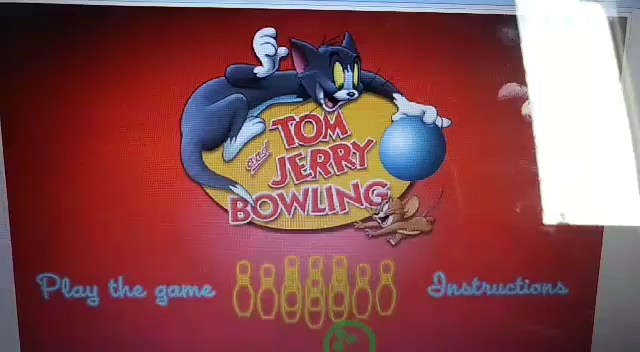 TOM
and
JERRY
BOWLING
Play the game
Instructions